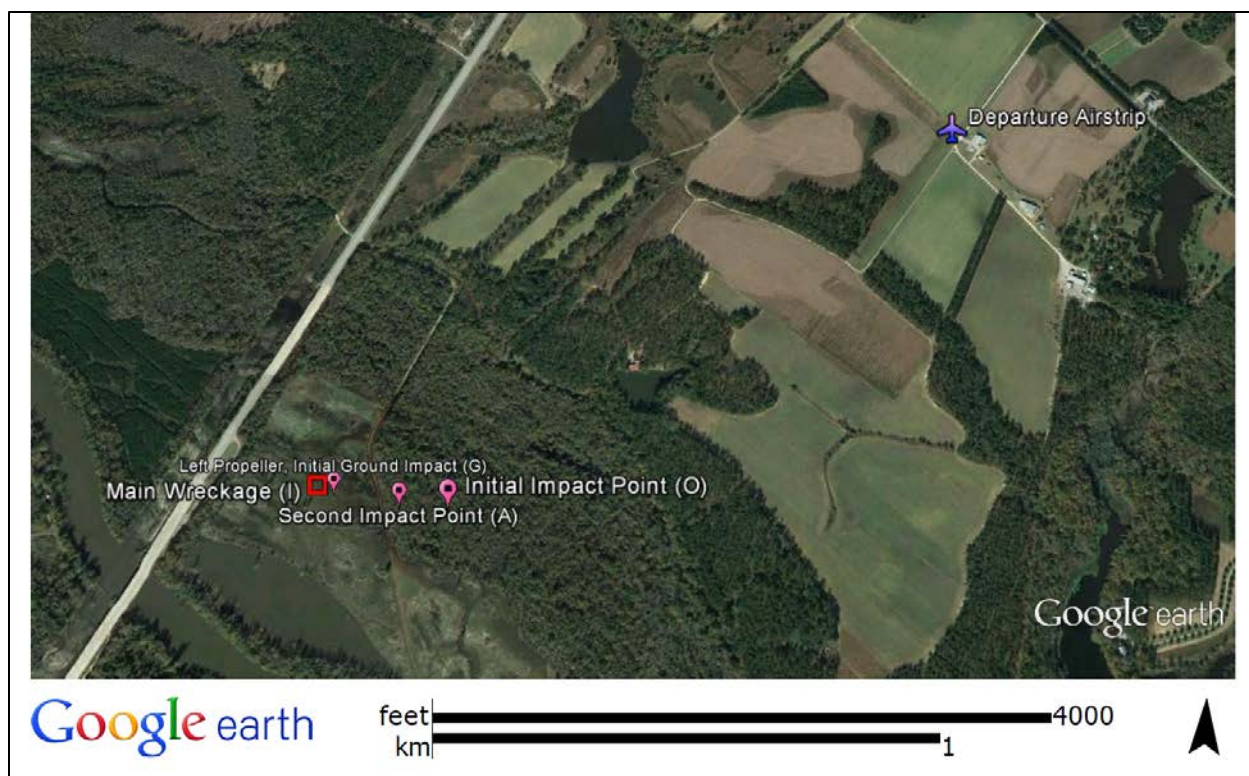 Departure Airstrip
Left Propeller, Initial Ground Impact (G)
Main Wreckage (I)
Initial Impact Point (O)
Second Impact Point (A)
Google earth
Google earth
feet 4000
km 1